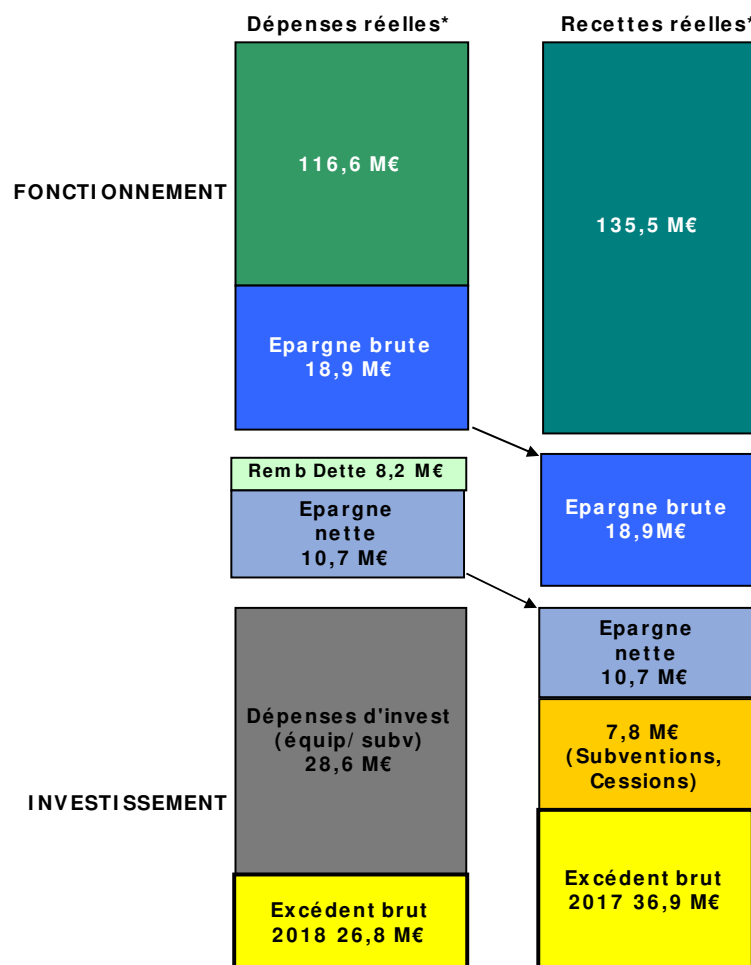 Dépenses réelles*
Recettes réelles*
FONCTIONNEMENT
116,6 M€
135,5 M€
Epargne brute
18,9 M€
Remb Dette 8,2 M€
Epargne
nette
10,7 M€
Epargne brute
18,9M€
Epargne
nette
10,7 M€
Dépenses d'invest
(équip/ subv)
28,6 M€
7,8 M€
(Subventions,
Cessions)
INVESTISSEMENT
Excédent brut
2018 26,8 M€
Excédent brut
2017 36,9 M€